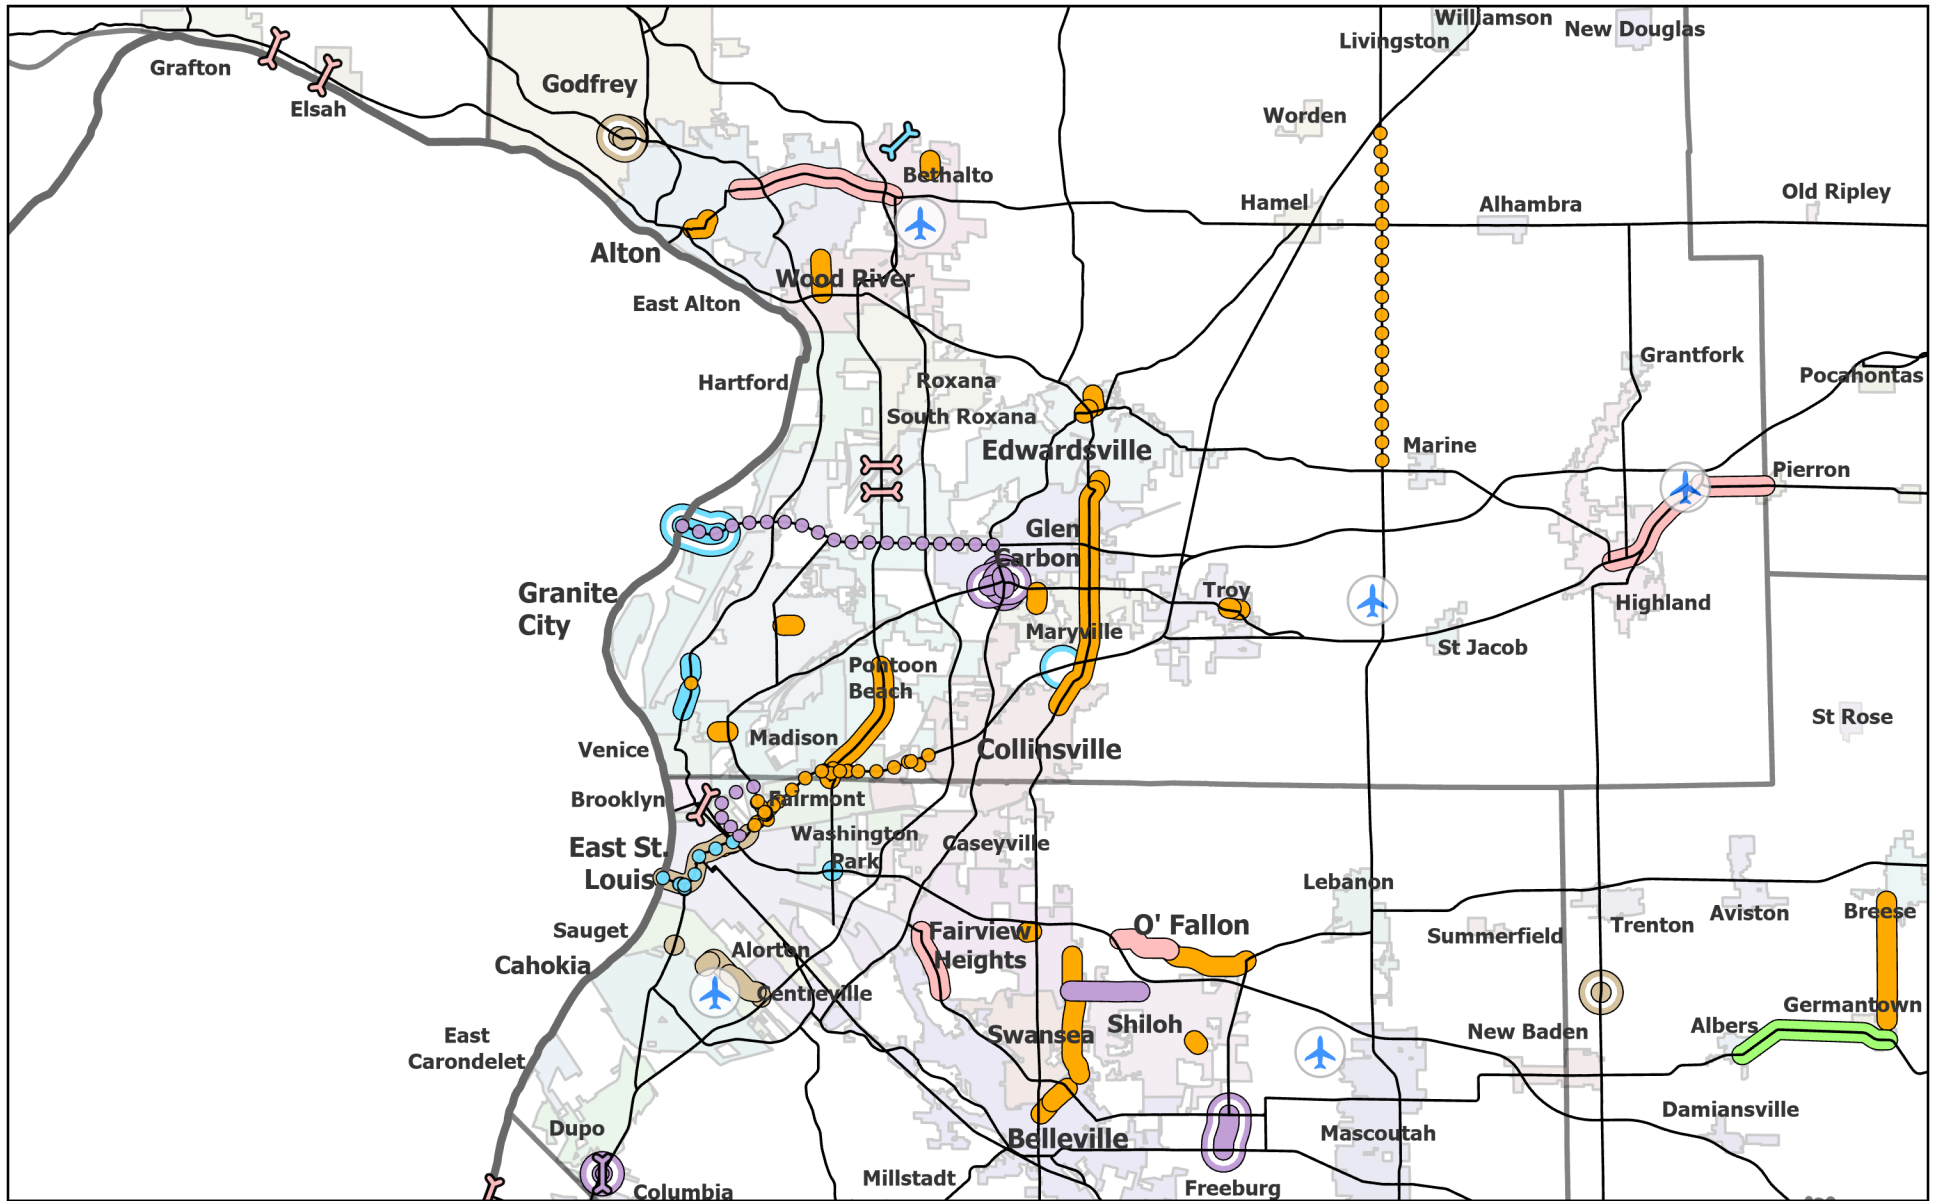 Williamson
New Douglas
Livingston
Grafton
Godfrey
Elsah
Worden
Bethalto
Old Ripley
Hamel
Alhambra
Alton
Wood River
East Alton
Grantfork
Hartford
Roxana
Pocahontas
South Roxana
Edwardsville
Marine
Pierron
Glen
Carbon
Granite
City
Troy
Highland
Maryville
St Jacob
Pontoon
Beach
St Rose
Venice
Madison
Collinsville
Brooklyn
Fairmont
East St.
Louis
Washington
Park
Caseyville
Lebanon
Sauget
Fairview
Heights
O' Fallon
Summerfield
Trenton
Aviston
Breese
Cahokia
Alorton
Centreville
Germantown
East
Carondelet
Swansea
Shiloh
New Baden
Albers
Dupo
Belleville
Mascoutah
Damiansville
Columbia
Millstadt
Freeburg